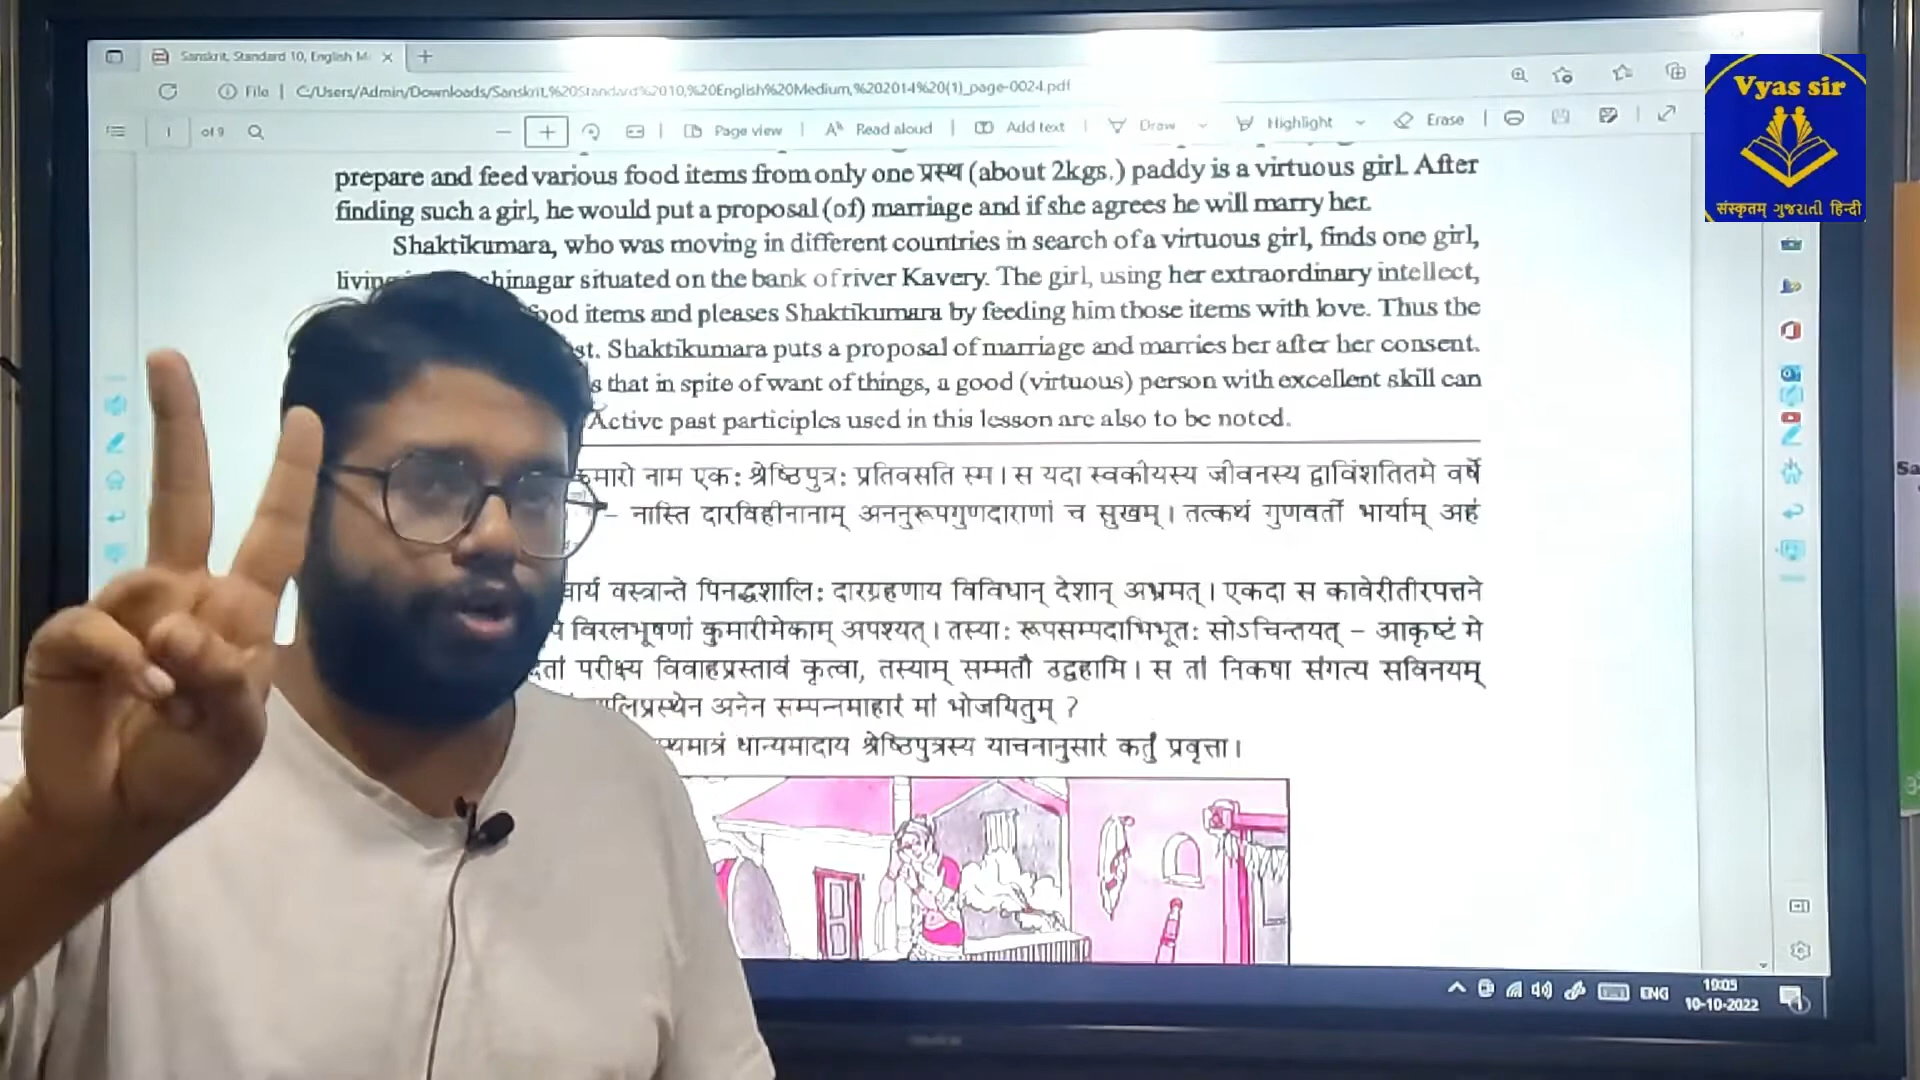 Sanskrit, Standard 10, English M
File
C:/Users/Admin/Downloads/Sanskrit,%20Standard%2010,%20English%20Medium,%202014%20(1)_page-0024.pdf
1 of 9
Page view
Read aloud
Add text
Draw
Highlight
Erase
Vyas sir
संस्कृतम् ગુજરાતી हिन्दी
prepare and feed various food items from only one प्रस्थ (about 2kgs.) paddy is a virtuous girl. After
finding such a girl, he would put a proposal (of) marriage and if she agrees he will marry her.
Shaktikumara, who was moving in different countries in search of a virtuous girl, finds one girl,
living hinagar situated on the bank of river Kavery. The girl, using her extraordinary intellect,
food items and pleases Shaktikumara by feeding him those items with love. Thus the
st. Shaktikumara puts a proposal of marriage and marries her after her consent.
s that in spite of want of things, a good (virtuous) person with excellent skill can
Active past participles used in this lesson are also to be noted.
कुमारो नाम एकः श्रेष्ठिपुत्रः प्रतिवसति स्म। स यदा स्वकीयस्य जीवनस्य द्वाविंशतितमे वर्षे
– नास्ति दारविहीनानाम् अननुरूपगुणदाराणां च सुखम्। तत्कथं गुणवतीं भार्याम् अहं
वार्य वस्त्रान्ते पिनद्धशालिः दारग्रहणाय विविधान् देशान् अभ्रमत्। एकदा स कावेरीतीरपत्तने
विरलभूषणां कुमारीमेकाम् अपश्यत्। तस्याः रूपसम्पदाभिभूतः सोऽचिन्तयत् – आकृष्टं मे
परीक्ष्य विवाहप्रस्तावं कृत्वा, तस्याम् सम्मतौ उद्वहामि। स तां निकषा संगत्य सविनयम्
लिप्रस्थेन अनेन सम्पन्नमाहारं मां भोजयितुम् ?
स्थमात्रं धान्यमादाय श्रेष्ठिपुत्रस्य याचनानुसारं कर्तुं प्रवृत्ता।
ENG
19:05
10-10-2022